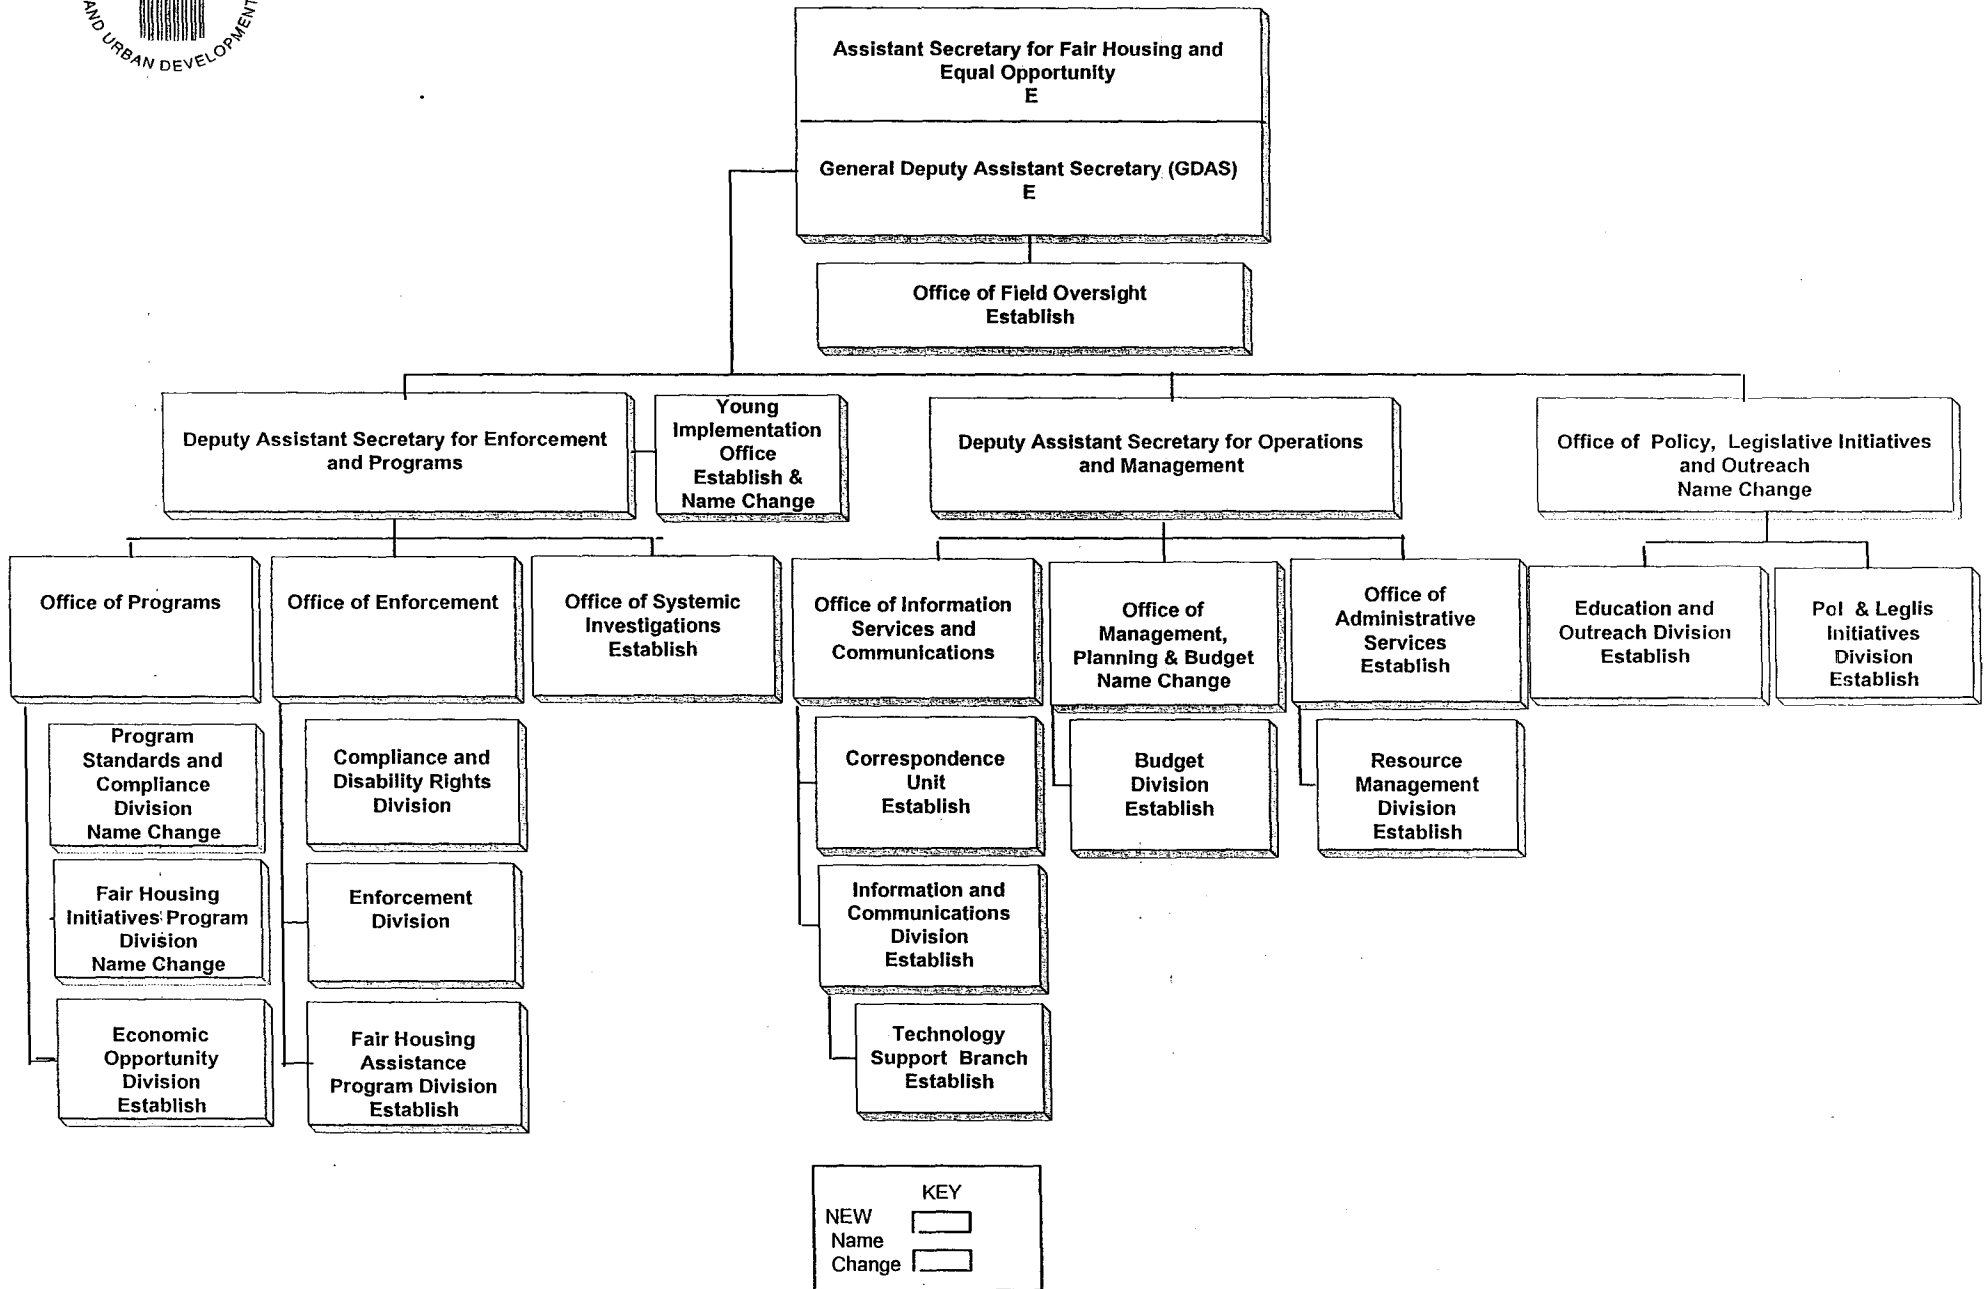 AND URBAN DEVELOPMENT
Assistant Secretary for Fair Housing and
Equal Opportunity
E
General Deputy Assistant Secretary (GDAS)
E
Office of Field Oversight
Establish
Deputy Assistant Secretary for Enforcement
and Programs
Young
Implementation
Office
Establish &
Name Change
Deputy Assistant Secretary for Operations
and Management
Office of Policy, Legislative Initiatives
and Outreach
Name Change
Office of Programs
Office of Enforcement
Office of Systemic
Investigations
Establish
Office of Information
Services and
Communications
Office of
Management,
Planning & Budget
Name Change
Office of
Administrative
Services
Establish
Education and
Outreach Division
Establish
Pol & Leglis
Initiatives
Division
Establish
Program
Standards and
Compliance
Division
Name Change
Compliance and
Disability Rights
Division
Correspondence
Unit
Establish
Budget
Division
Establish
Resource
Management
Division
Establish
Fair Housing
Initiatives Program
Division
Name Change
Enforcement
Division
Information and
Communications
Division
Establish
Economic
Opportunity
Division
Establish
Fair Housing
Assistance
Program Division
Establish
Technology
Support Branch
Establish
KEY
NEW
Name
Change